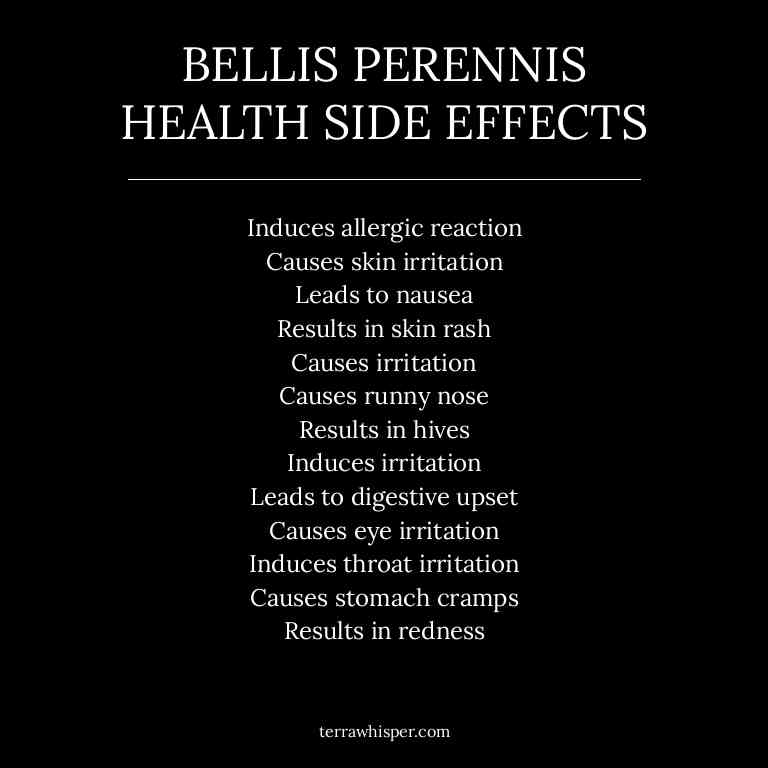 BELLIS PERENNIS
HEALTH SIDE EFFECTS
Induces allergic reaction
Causes skin irritation
Leads to nausea
Results in skin rash
Causes irritation
Causes runny nose
Results in hives
Induces irritation
Leads to digestive upset
Causes eye irritation
Induces throat irritation
Causes stomach cramps
Results in redness
terrawhisper.com